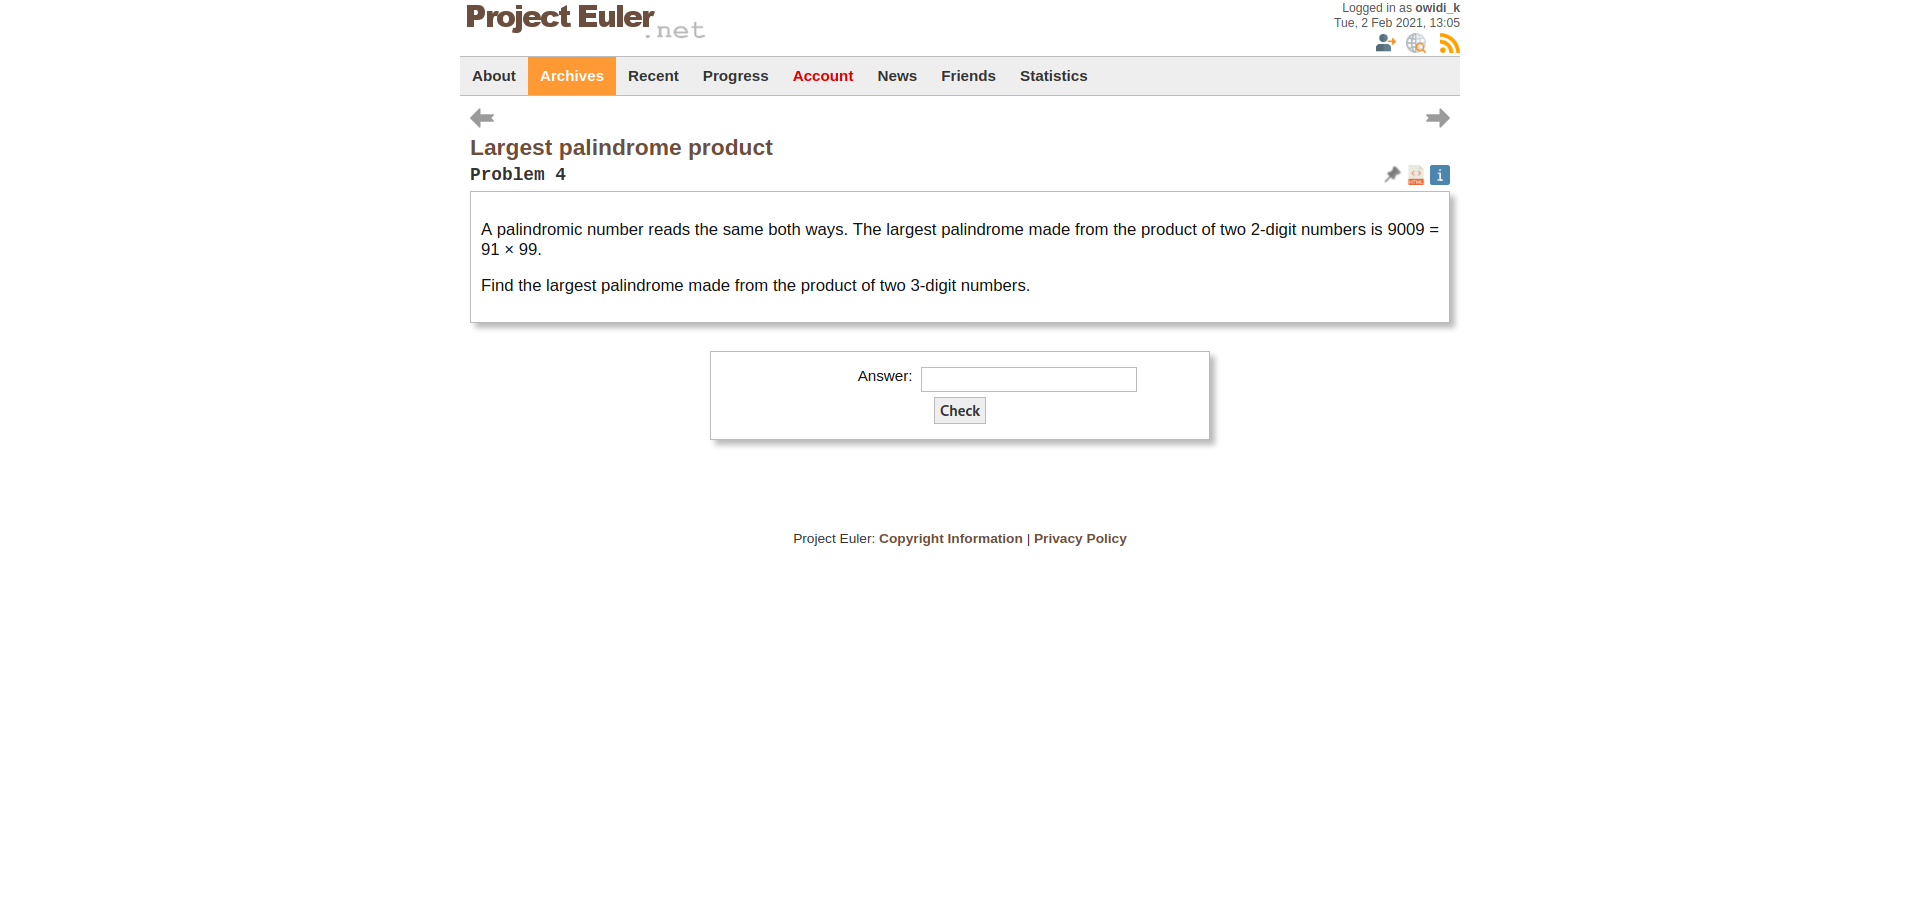 Project Euler
.net
Logged in as owidi_k
Tue, 2 Feb 2021, 13:05
About Archives Recent Progress Account News Friends Statistics
Largest palindrome product
Problem 4
HTML
i
A palindromic number reads the same both ways. The largest palindrome made from the product of two 2-digit numbers is 9009 =
91 × 99.
Find the largest palindrome made from the product of two 3-digit numbers.
Answer:
Check
Project Euler: Copyright Information | Privacy Policy